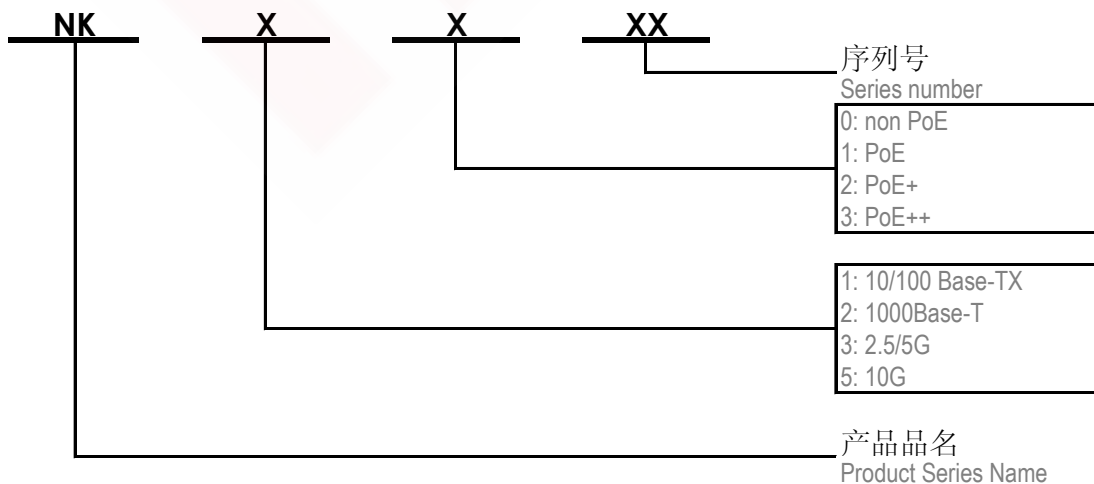 NK X X XX
序列号
Series number
0: non PoE
1: PoE
2: PoE+
3: PoE++
1: 10/100 Base-TX
2: 1000Base-T
3: 2.5/5G
5: 10G
产品品名
Product Series Name